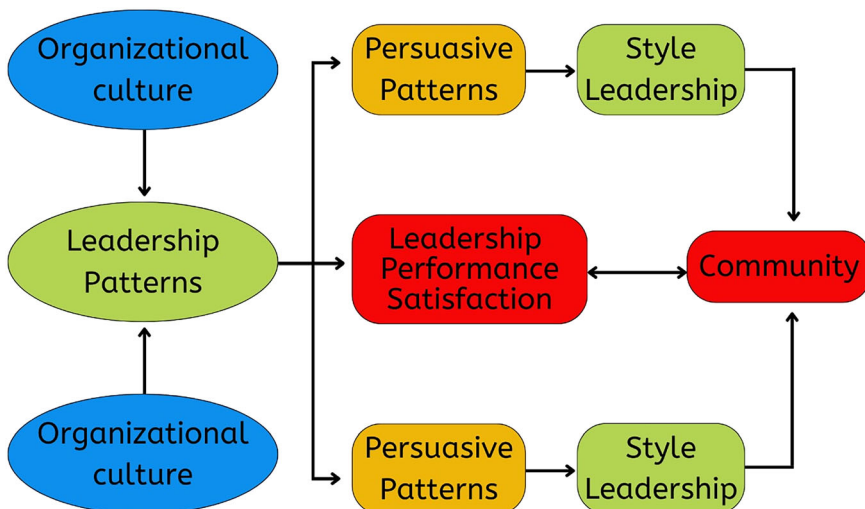 Organizational
culture
Persuasive
Patterns
Style
Leadership
Leadership
Patterns
Leadership
Performance
Satisfaction
Community
Organizational
culture
Persuasive
Patterns
Style
Leadership